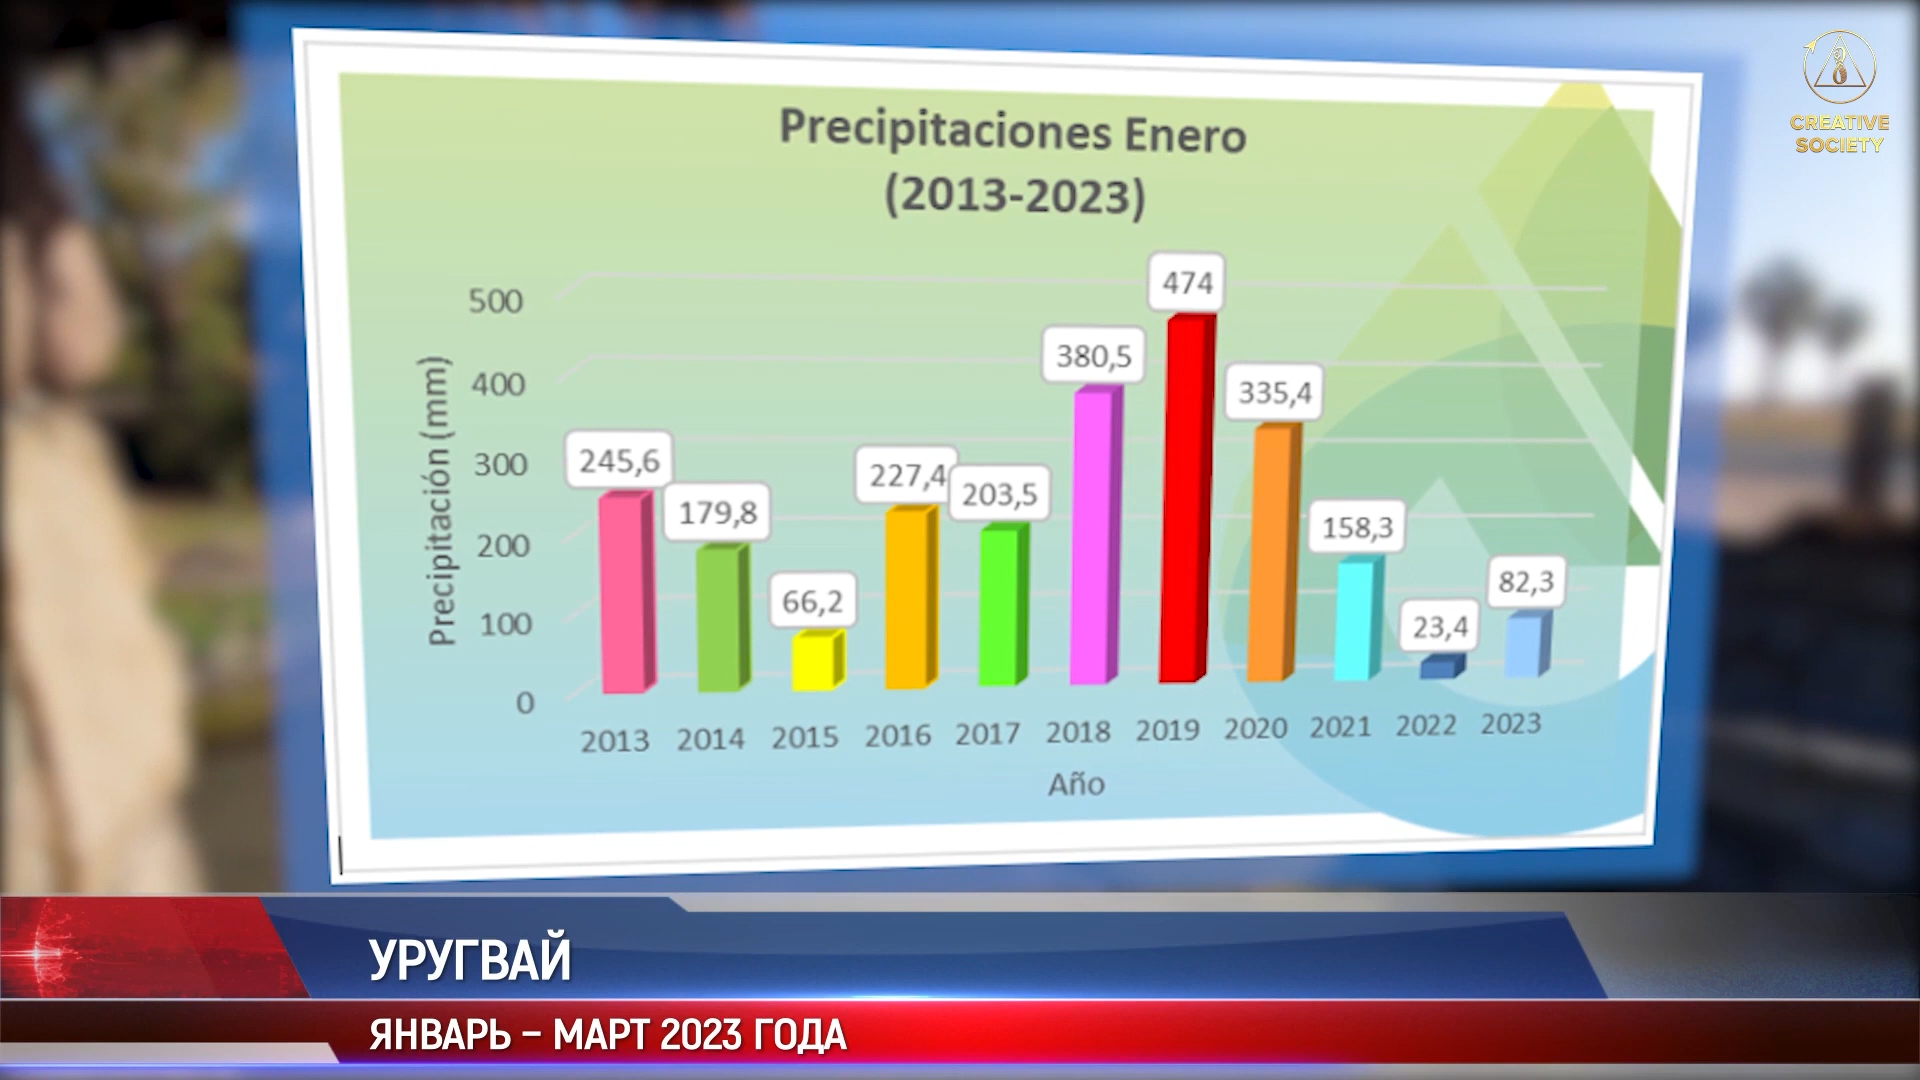 CREATIVE
SOCIETY
Precipitaciones Enero
(2013-2023)
Precipitación (mm)
500
400
300
200
100
0
245,6
179,8
66,2
227,4
203,5
380,5
474
335,4
158,3
23,4
82,3
2013 2014 2015 2016 2017 2018 2019 2020 2021 2022 2023
Año
УРУГВАЙ
ЯНВАРЬ – МАРТ 2023 ГОДА